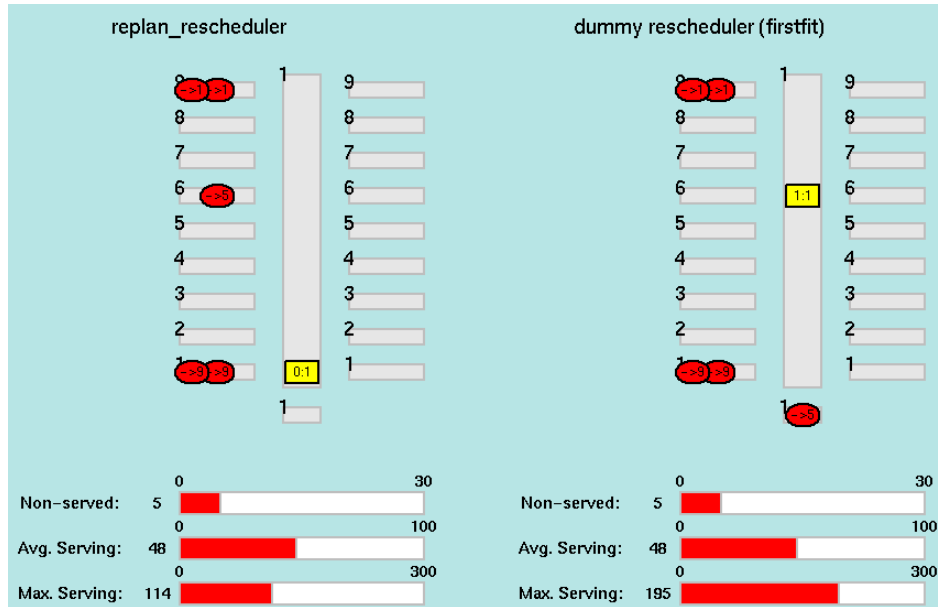 replan_rescheduler
1
9 ->1 ->1 9
8 8
7 7
6 ->5 6
5 5
4 4
3 3
2 2
1 ->9 ->9 0:1 1
1
0 30
Non-served: 5
0 100
Avg. Serving: 48
0 300
Max. Serving: 114
dummy rescheduler (firstfit)
1
9 ->1 ->1 9
8 8
7 7
6 1:1 6
5 5
4 4
3 3
2 2
1 ->9 ->9 1
1 ->5
0 30
Non-served: 5
0 100
Avg. Serving: 48
0 300
Max. Serving: 195